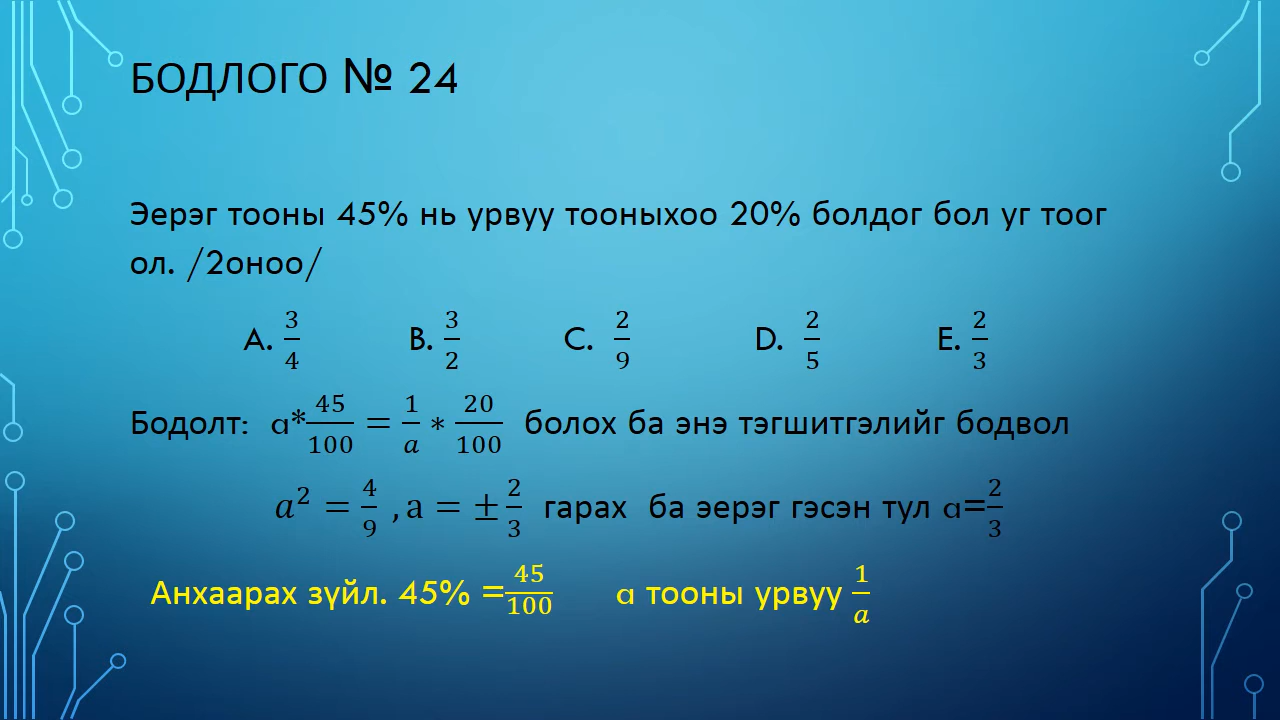 БОДЛОГО № 24
Эерэг тооны 45% нь урвуу тооныхоо 20% болдог бол уг тоог
ол. /2оноо/
A. 3/4 B. 3/2 C. 2/9 D. 2/5 E. 2/3
Бодолт: a*45/100 = 1/a * 20/100 болох ба энэ тэгшитгэлийг бодвол
a² = 4/9 , a = ± 2/3 гарах ба эерэг гэсэн тул a=2/3
Анхаарах зүйл. 45% =45/100 a тооны урвуу 1/a